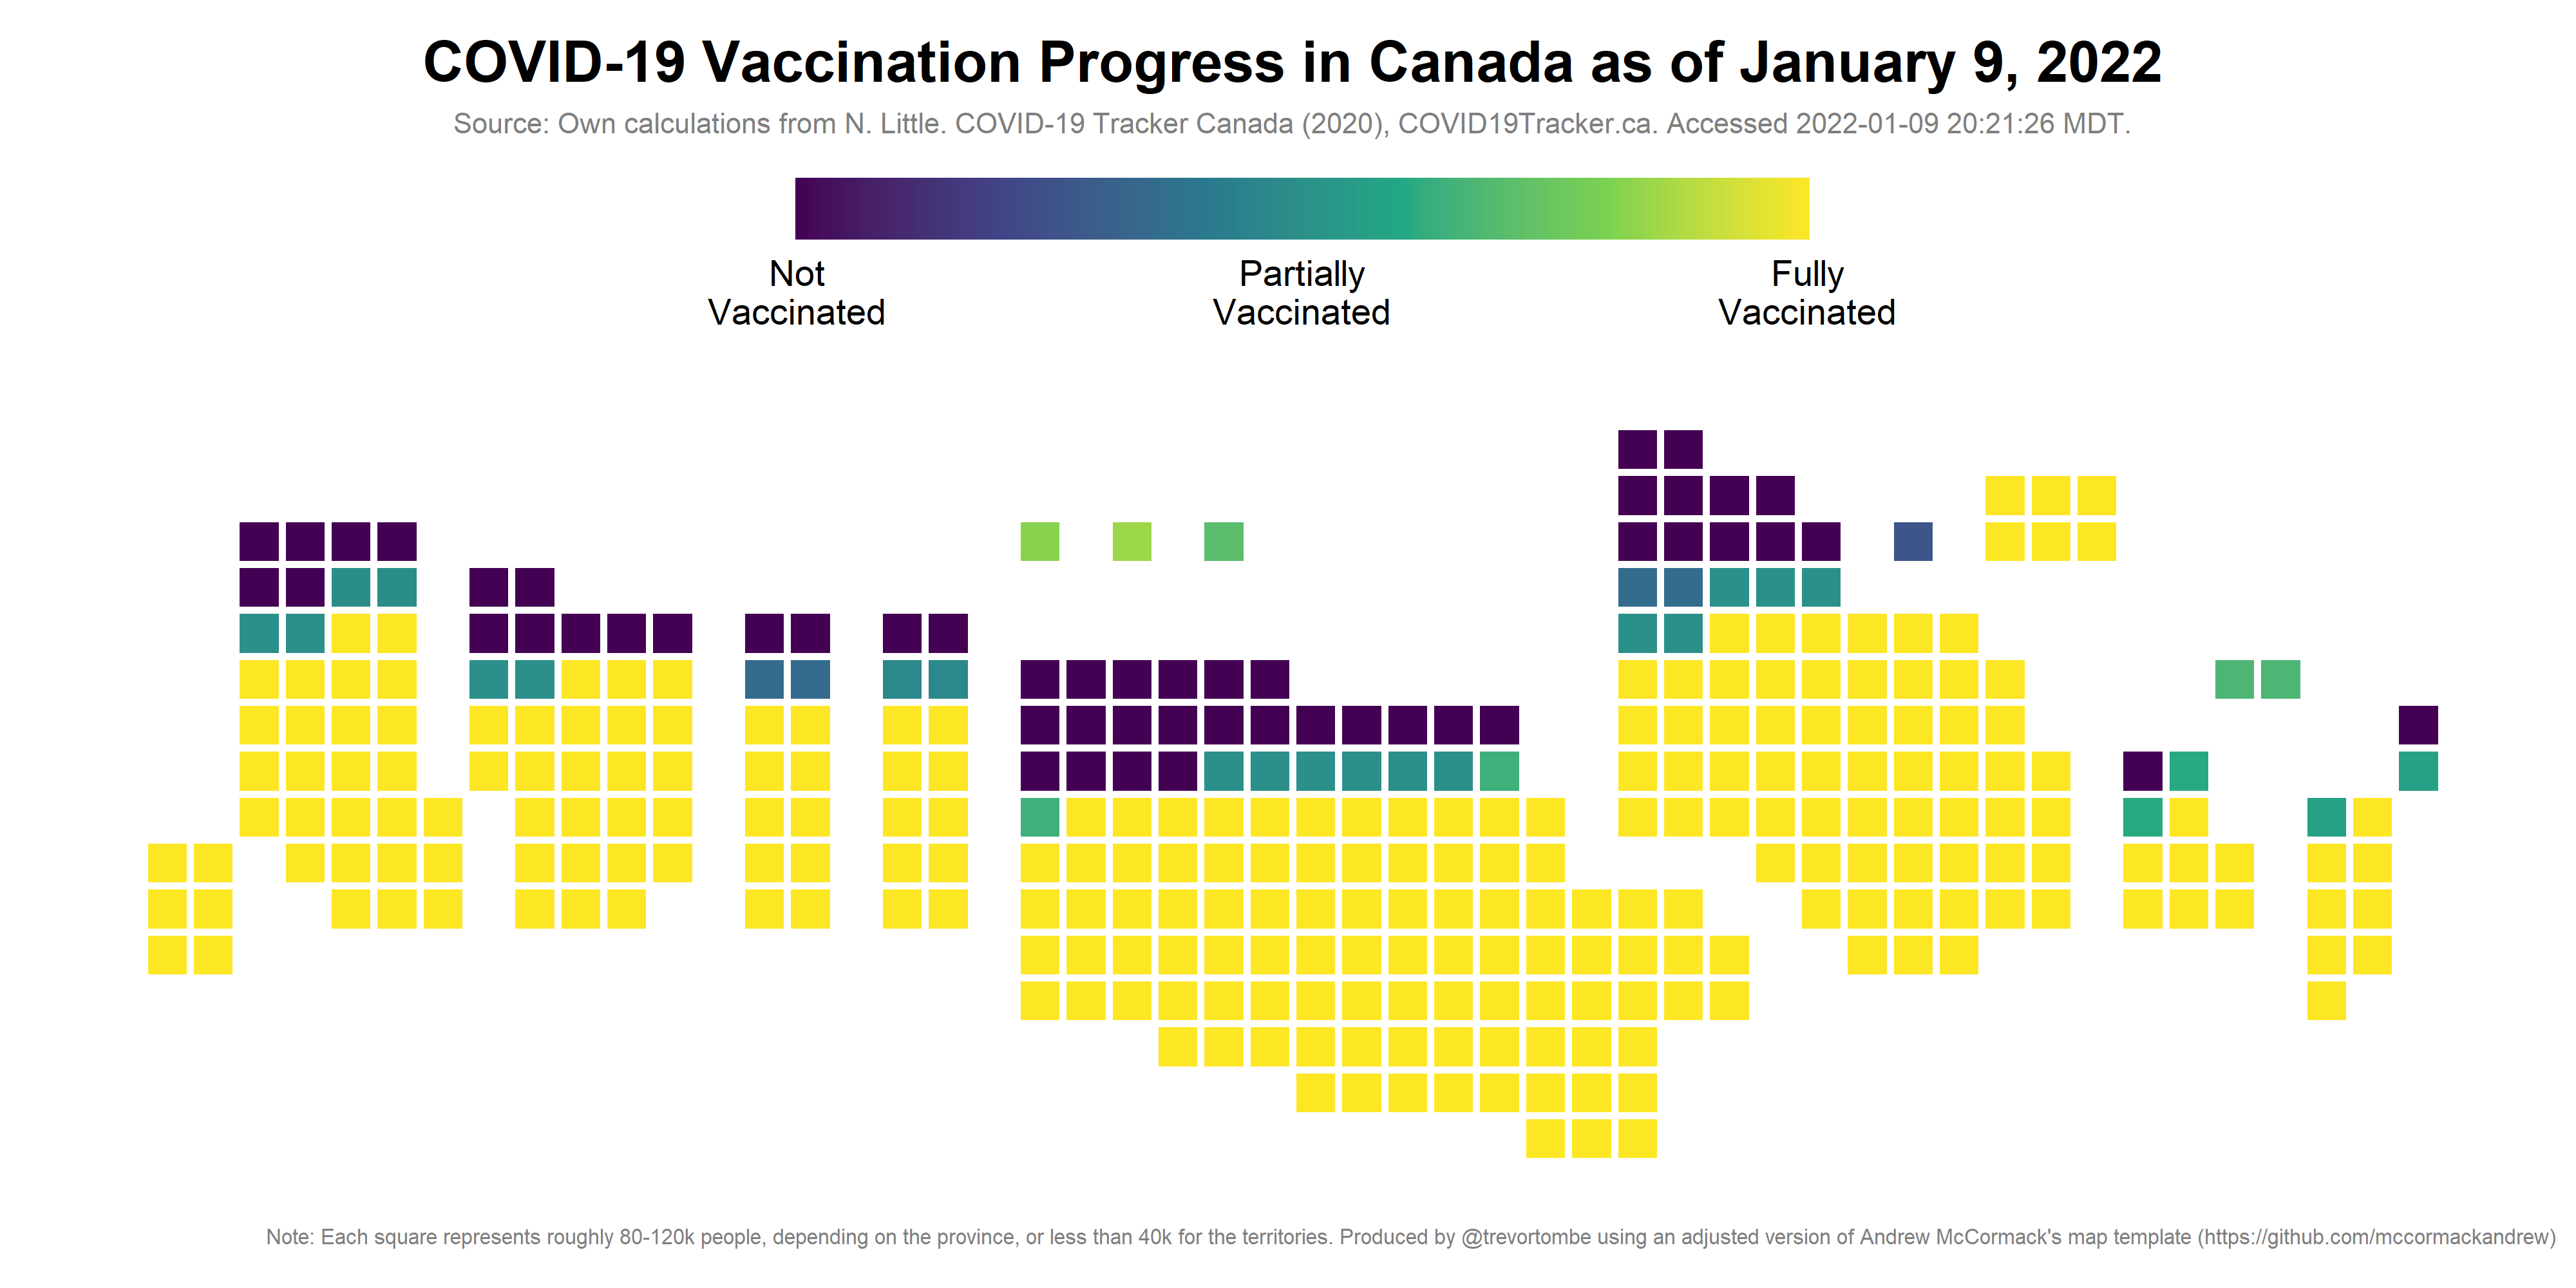 COVID-19 Vaccination Progress in Canada as of January 9, 2022
Source: Own calculations from N. Little. COVID-19 Tracker Canada (2020), COVID19Tracker.ca. Accessed 2022-01-09 20:21:26 MDT.
Not Vaccinated
Partially Vaccinated
Fully Vaccinated
Note: Each square represents roughly 80-120k people, depending on the province, or less than 40k for the territories. Produced by @trevortombe using an adjusted version of Andrew McCormack's map template (https://github.com/mccormackandrew)